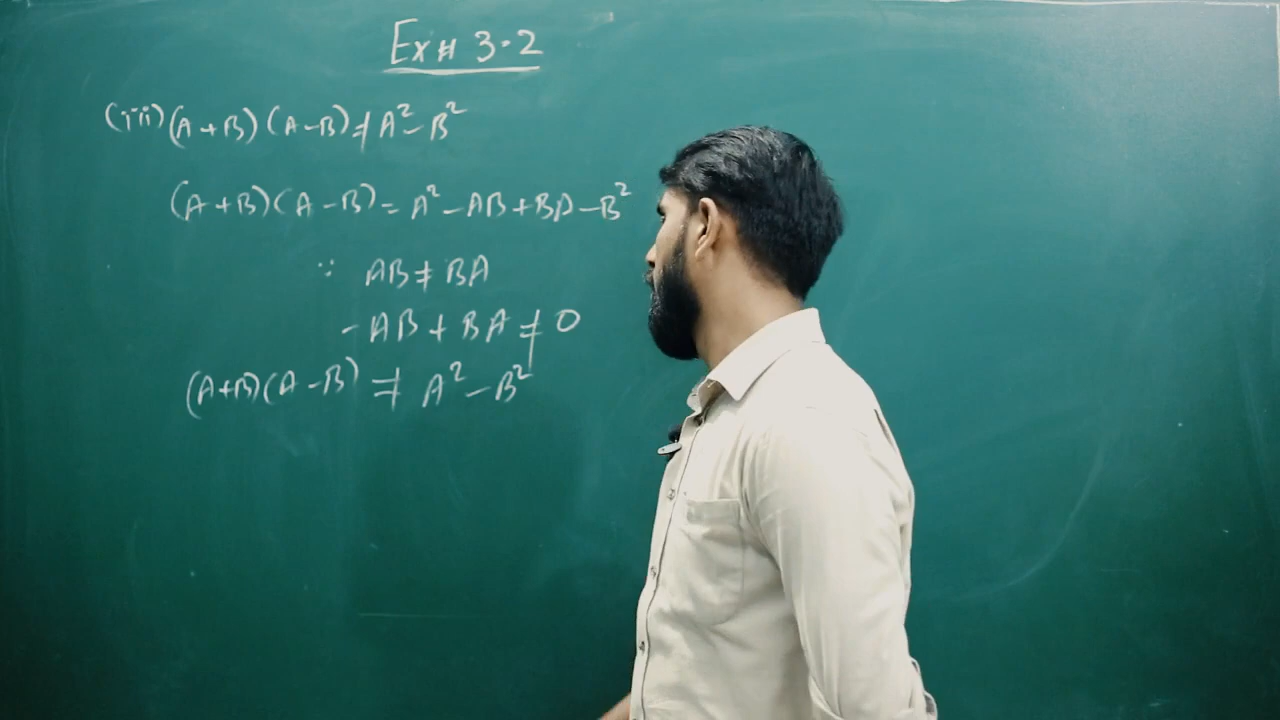 Ex# 3.2
(iii) (A+B)(A-B) ≠ A² - B²
(A+B)(A-B) = A² - AB + BA - B²
∵ AB ≠ BA
-AB + BA ≠ 0
(A+B)(A-B) ≠ A² - B²